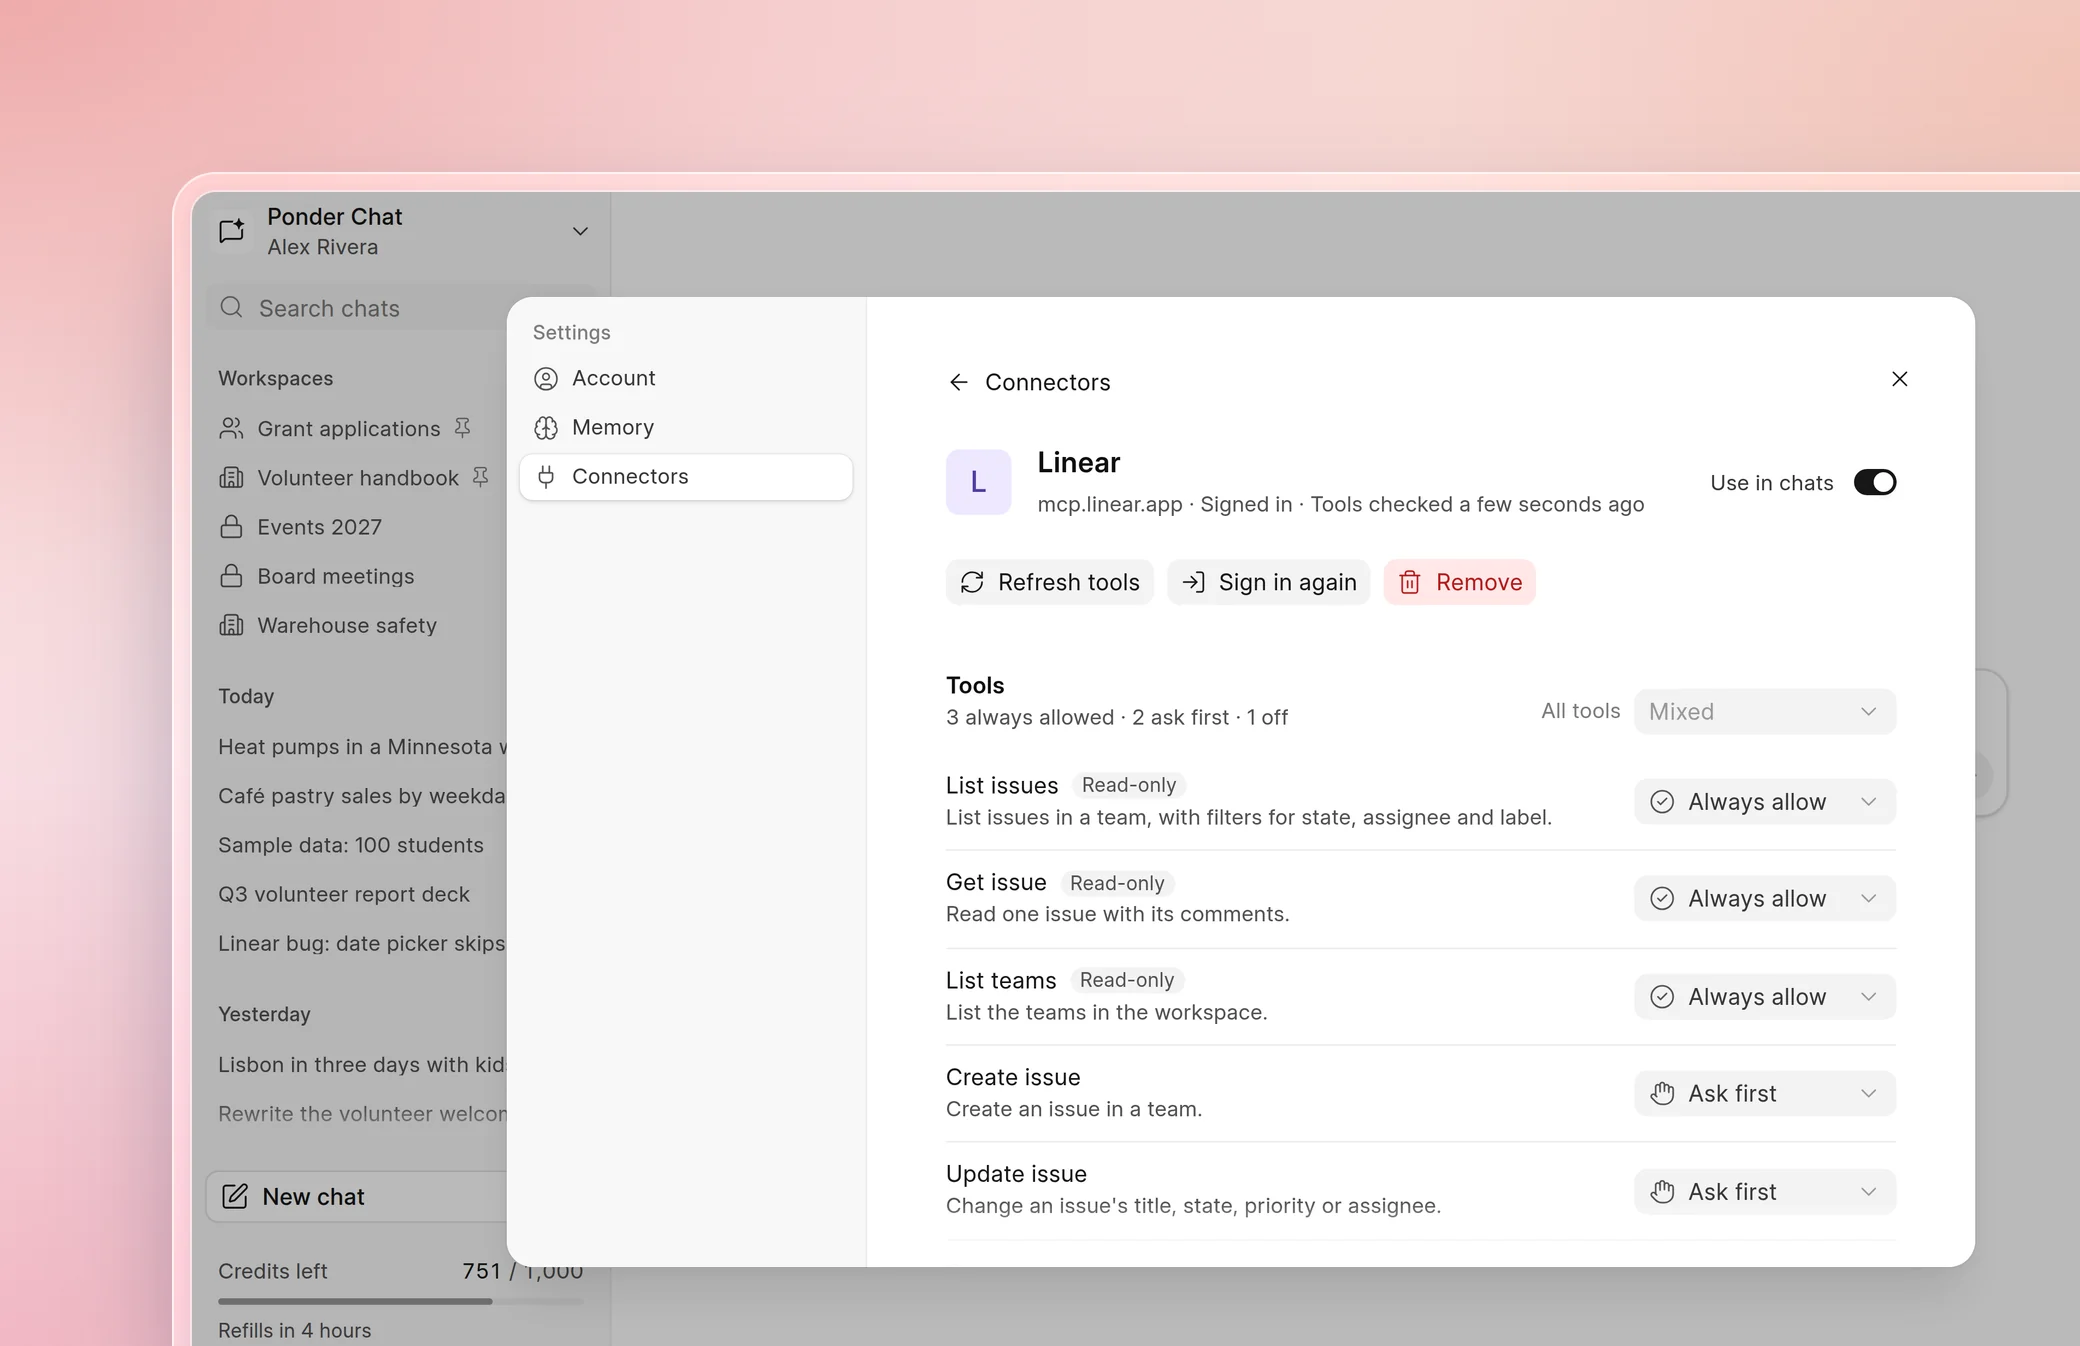 Ponder Chat
Alex Rivera
Search chats
Workspaces
Grant applications
Volunteer handbook
Events 2027
Board meetings
Warehouse safety
Today
Heat pumps in a Minnesota
Café pastry sales by
Sample data: 100 students
Q3 volunteer report deck
Linear bug: date picker skips
Yesterday
Lisbon in three days with
Rewrite the volunteer
New chat
Credits left
751 / 1,000
Refills in 4 hours
Settings
Account
Memory
Connectors
Connectors
L
Linear
mcp.linear.app · Signed in · Tools checked a few seconds ago
Use in chats
Refresh tools
Sign in again
Remove
Tools
3 always allowed · 2 ask first · 1 off
All tools
Mixed
List issues
Read-only
List issues in a team, with filters for state, assignee and label.
Always allow
Get issue
Read-only
Read one issue with its comments.
Always allow
List teams
Read-only
List the teams in the workspace.
Always allow
Create issue
Create an issue in a team.
Ask first
Update issue
Change an issue's title, state, priority or assignee.
Ask first